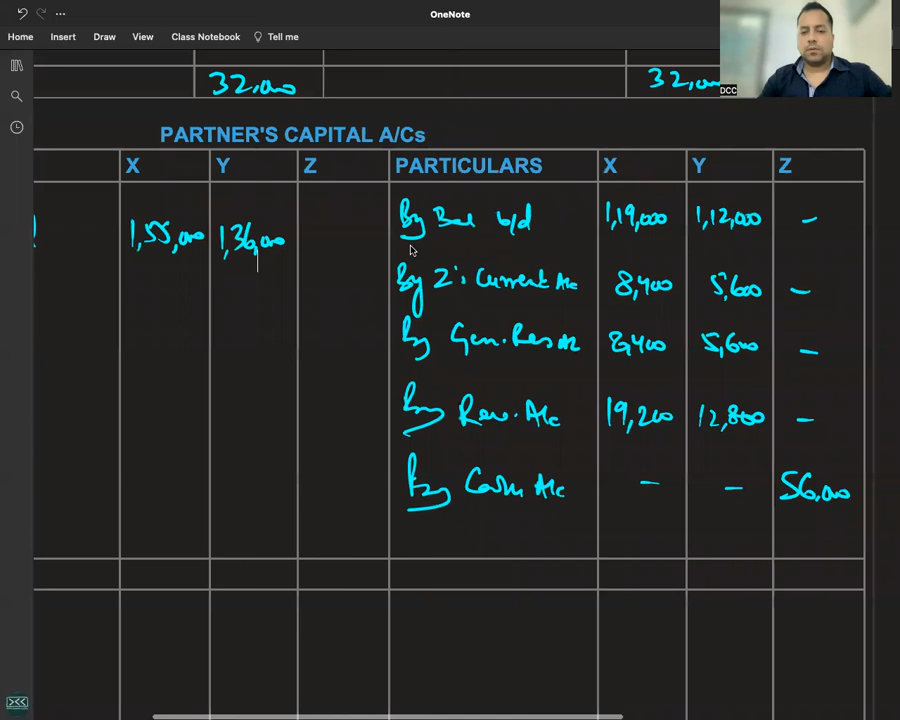 OneNote
Home Insert Draw View Class Notebook Tell me
32,000 32,000
DCC
PARTNER'S CAPITAL A/Cs
X Y Z PARTICULARS X Y Z
1,55,000 1,36,000 By Bal b/d 1,19,000 1,12,000 -
By Z's Current A/c 8,400 5,600 -
By Gen. Res A/c 8,400 5,600 -
By Rev. A/c 19,200 12,800 -
By Cash A/c - - 56,000